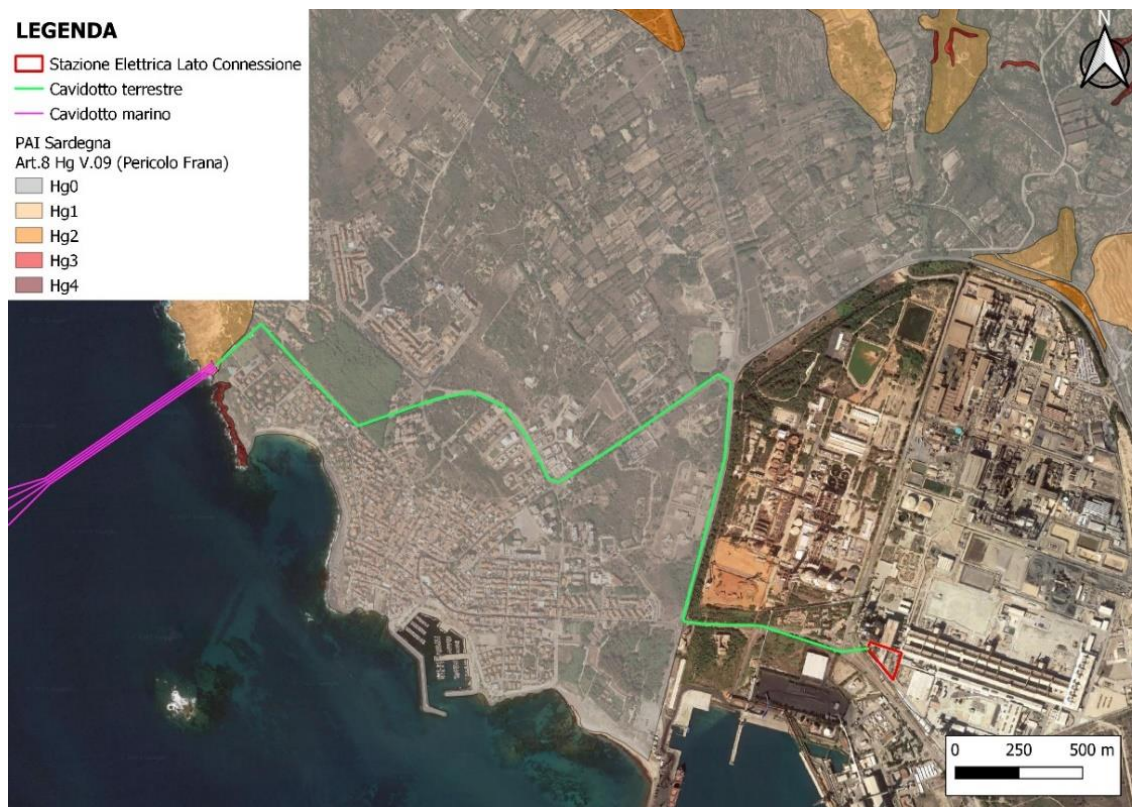 LEGENDA
Stazione Elettrica Lato Connessione
Cavidotto terrestre
Cavidotto marino
PAI Sardegna
Art.8 Hg V.09 (Pericolo Frana)
Hg0
Hg1
Hg2
Hg3
Hg4
N
0 250 500 m